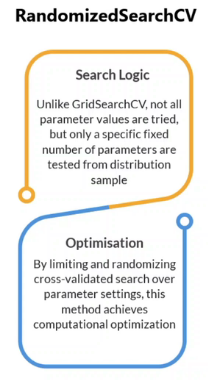 RandomizedSearchCV
Search Logic
Unlike GridSearchCV, not all
parameter values are tried,
but only a specific fixed
number of parameters are
tested from distribution
sample
Optimisation
By limiting and randomizing
cross-validated search over
parameter settings, this
method achieves
computational optimization